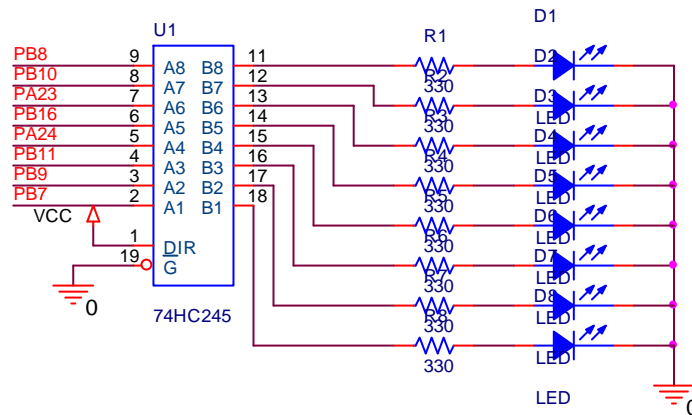 D1
U1
R1
PB8 9 A8 B8 11 D2
PB10 8 A7 B7 12 R2 330 D3
PA23 7 A6 B6 13 R3 330 LED D4
PB16 6 A5 B5 14 R4 330 LED D5
PA24 5 A4 B4 15 R5 330 LED D6
PB11 4 A3 B3 16 R6 330 LED D7
PB9 3 A2 B2 17 R7 330 LED D8
PB7 2 A1 B1 18 R8 330 LED
VCC
1 DIR
19 G
0
74HC245
330 LED
LED
0